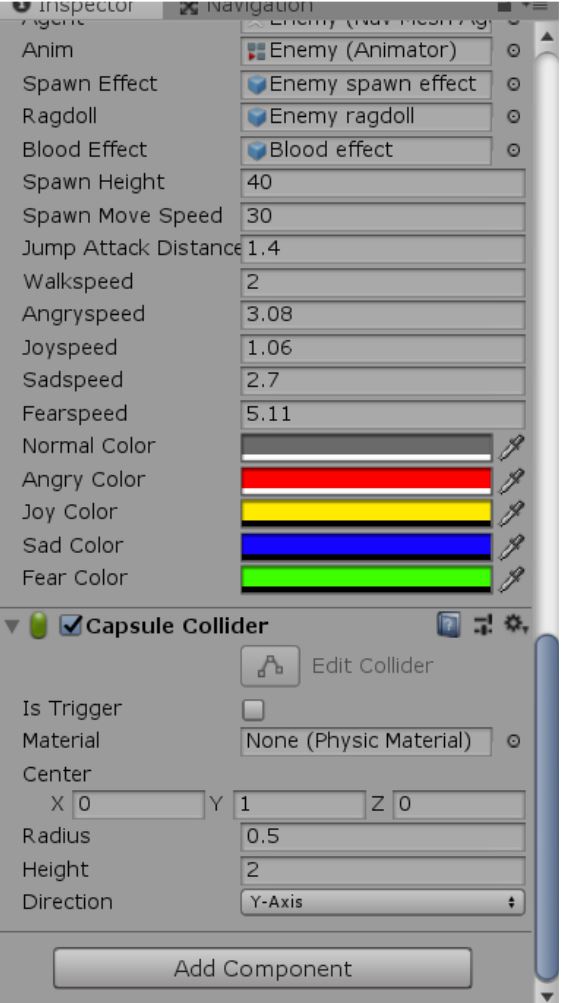 Inspector Navigation
Agent Enemy (Nav Mesh Ag
Anim Enemy (Animator)
Spawn Effect Enemy spawn effect
Ragdoll Enemy ragdoll
Blood Effect Blood effect
Spawn Height 40
Spawn Move Speed 30
Jump Attack Distance 1.4
Walkspeed 2
Angryspeed 3.08
Joyspeed 1.06
Sadspeed 2.7
Fearspeed 5.11
Normal Color
Angry Color
Joy Color
Sad Color
Fear Color
Capsule Collider
Edit Collider
Is Trigger
Material None (Physic Material)
Center
X 0 Y 1 Z 0
Radius 0.5
Height 2
Direction Y-Axis
Add Component